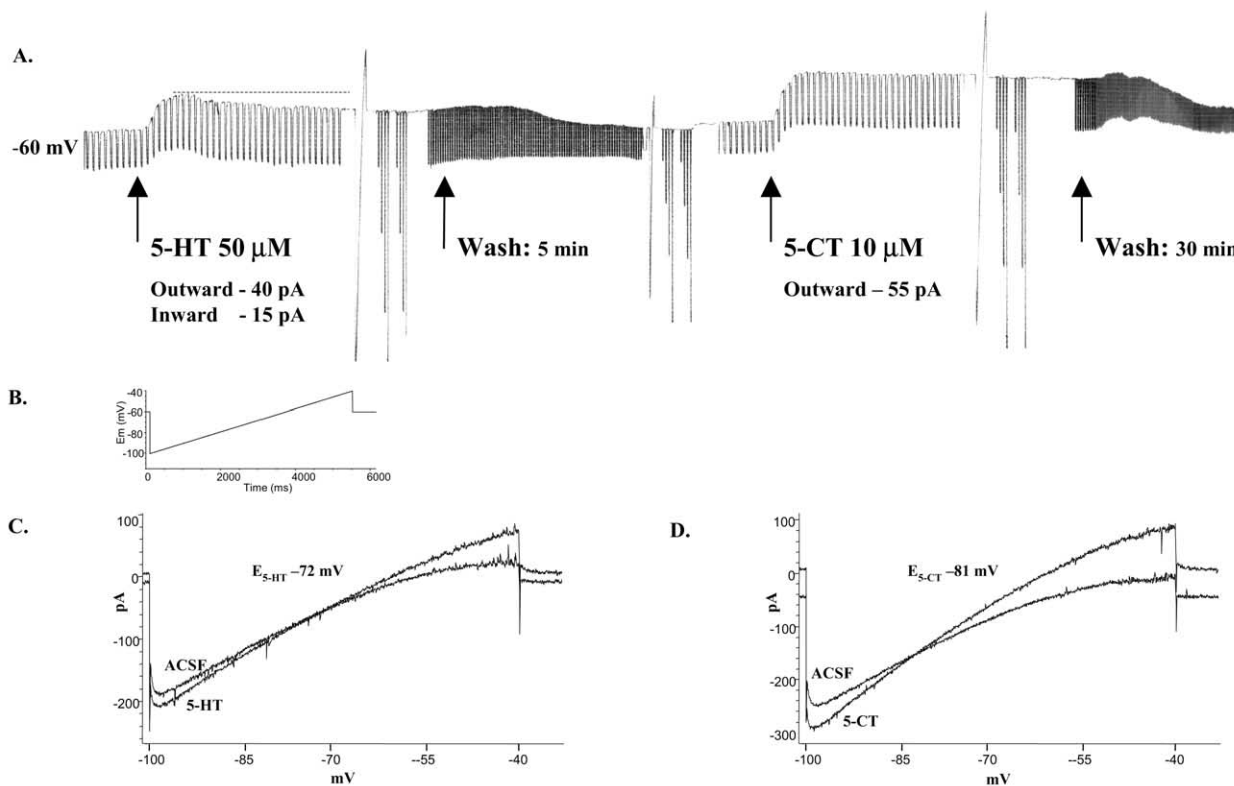 A.
-60 mV
5-HT 50 μM
Outward - 40 pA
Inward - 15 pA
Wash: 5 min
5-CT 10 μM
Outward – 55 pA
Wash: 30 min
B.
Em (mV)
-40
-60
-80
-100
0 2000 4000 6000
Time (ms)
C.
pA
100
0
-100
-200
E5-HT –72 mV
ACSF
5-HT
-100 -85 -70 --55 -40
mV
D.
pA
100
0
-100
-200
-300
E5-CT –81 mV
ACSF
5-CT
-100 -85 -70 --55 -40
mV